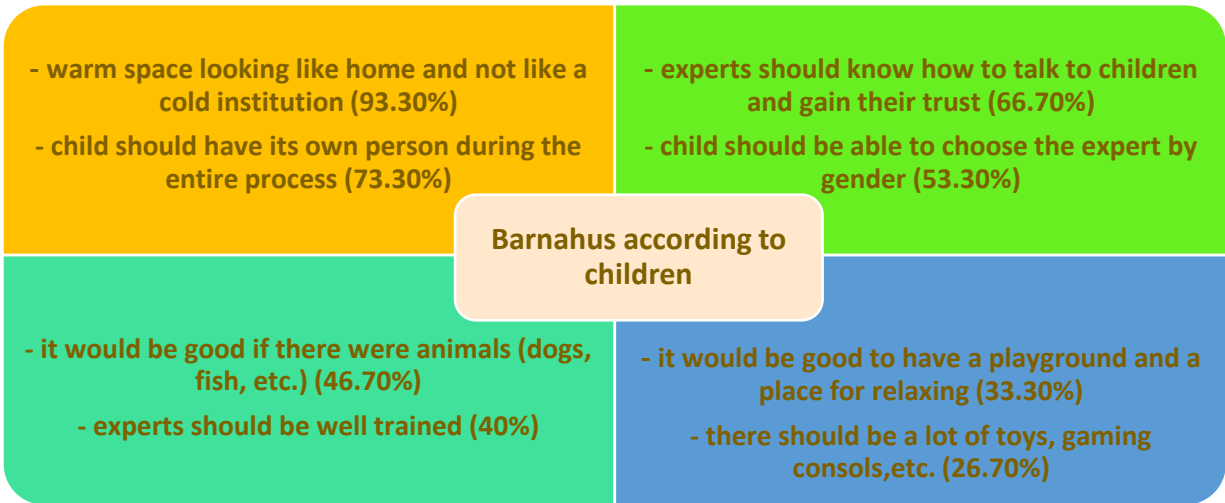 - warm space looking like home and not like a
cold institution (93.30%)
- child should have its own person during the
entire process (73.30%)
- experts should know how to talk to children
and gain their trust (66.70%)
- child should be able to choose the expert by
gender (53.30%)
Barnahus according to
children
- it would be good if there were animals (dogs,
fish, etc.) (46.70%)
- experts should be well trained (40%)
- it would be good to have a playground and a
place for relaxing (33.30%)
- there should be a lot of toys, gaming
consols,etc. (26.70%)